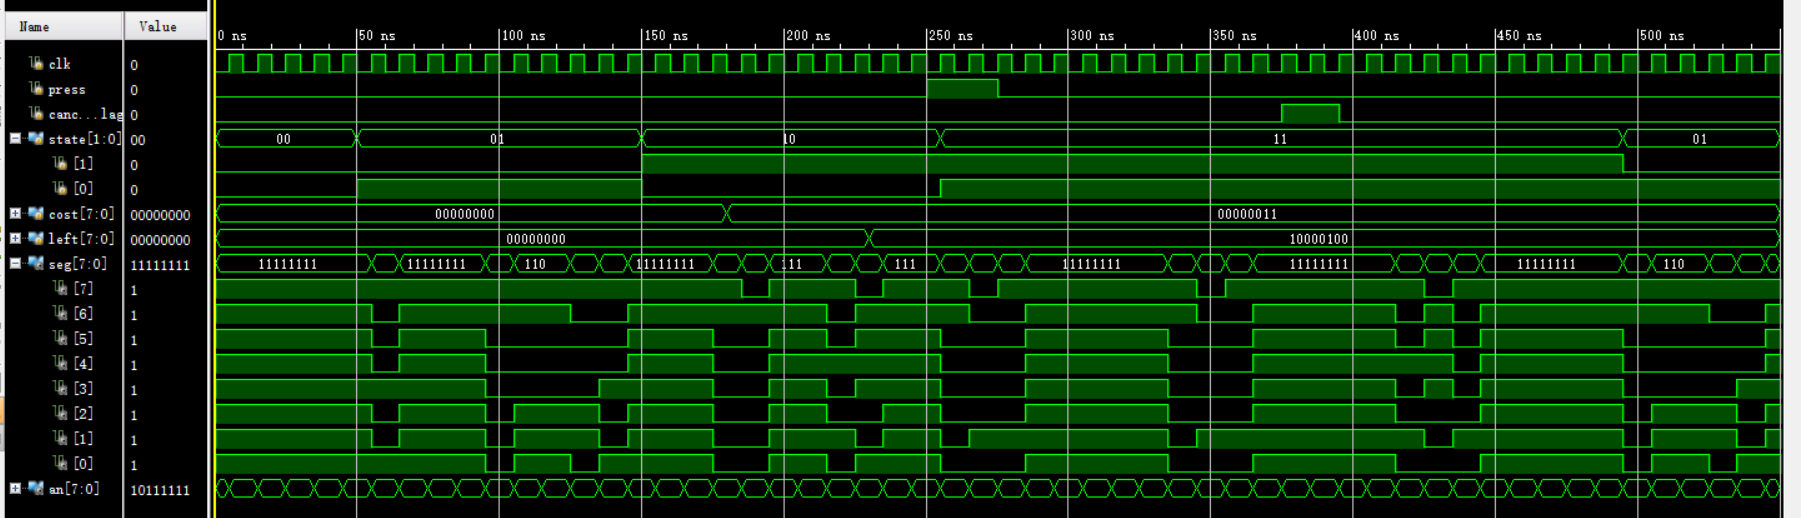 Name Value 0 ns 50 ns 100 ns 150 ns 200 ns 250 ns 300 ns 350 ns 400 ns 450 ns 500 ns
clk 0
press 0
canc...lag 0
state[1:0] 00 00 01 10 11 01
[1] 0
[0] 0
cost[7:0] 00000000 00000000 00000011
left[7:0] 00000000 00000000 10000100
seg[7:0] 11111111 11111111 11111111 110 11111111 111 111 11111111 11111111 11111111 110
[7] 1
[6] 1
[5] 1
[4] 1
[3] 1
[2] 1
[1] 1
[0] 1
an[7:0] 10111111